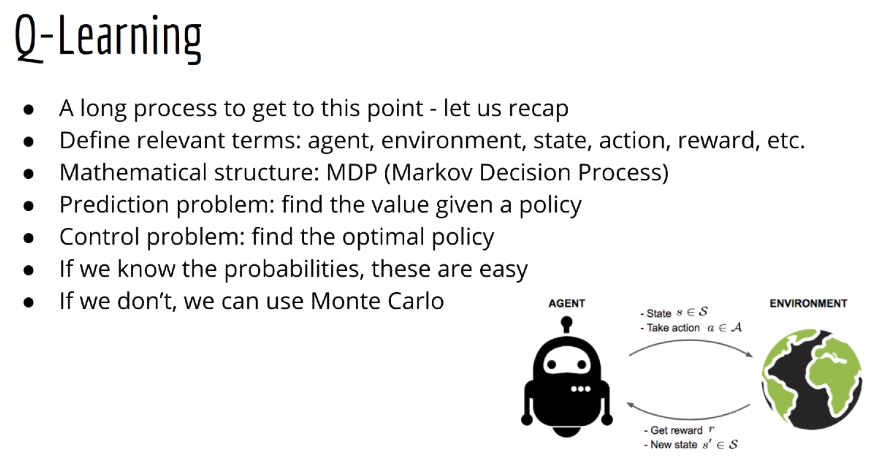 Q-Learning
● A long process to get to this point - let us recap
● Define relevant terms: agent, environment, state, action, reward, etc.
● Mathematical structure: MDP (Markov Decision Process)
● Prediction problem: find the value given a policy
● Control problem: find the optimal policy
● If we know the probabilities, these are easy
● If we don’t, we can use Monte Carlo
AGENT
- State s ∈ 𝒮
- Take action a ∈ 𝒜
ENVIRONMENT
- Get reward r
- New state s′ ∈ 𝒮